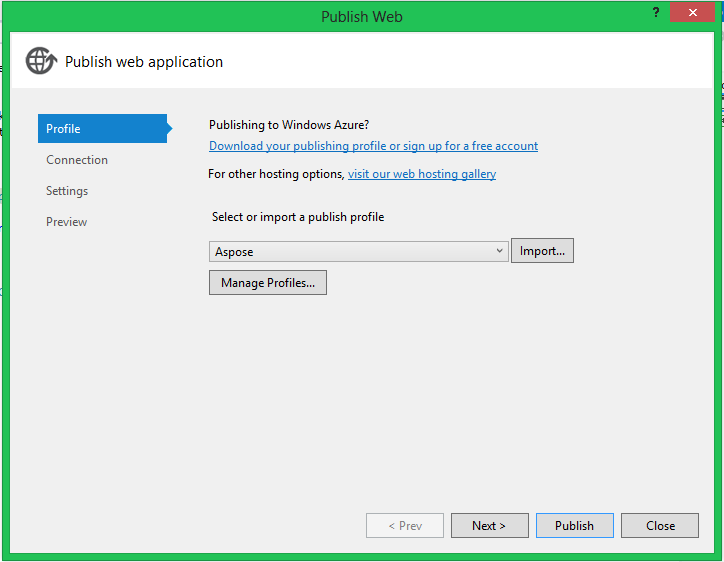 Publish Web
?
Publish web application
Profile
Connection
Settings
Preview
Publishing to Windows Azure?
Download your publishing profile or sign up for a free account
For other hosting options, visit our web hosting gallery
Select or import a publish profile
Aspose
Import...
Manage Profiles...
< Prev
Next >
Publish
Close